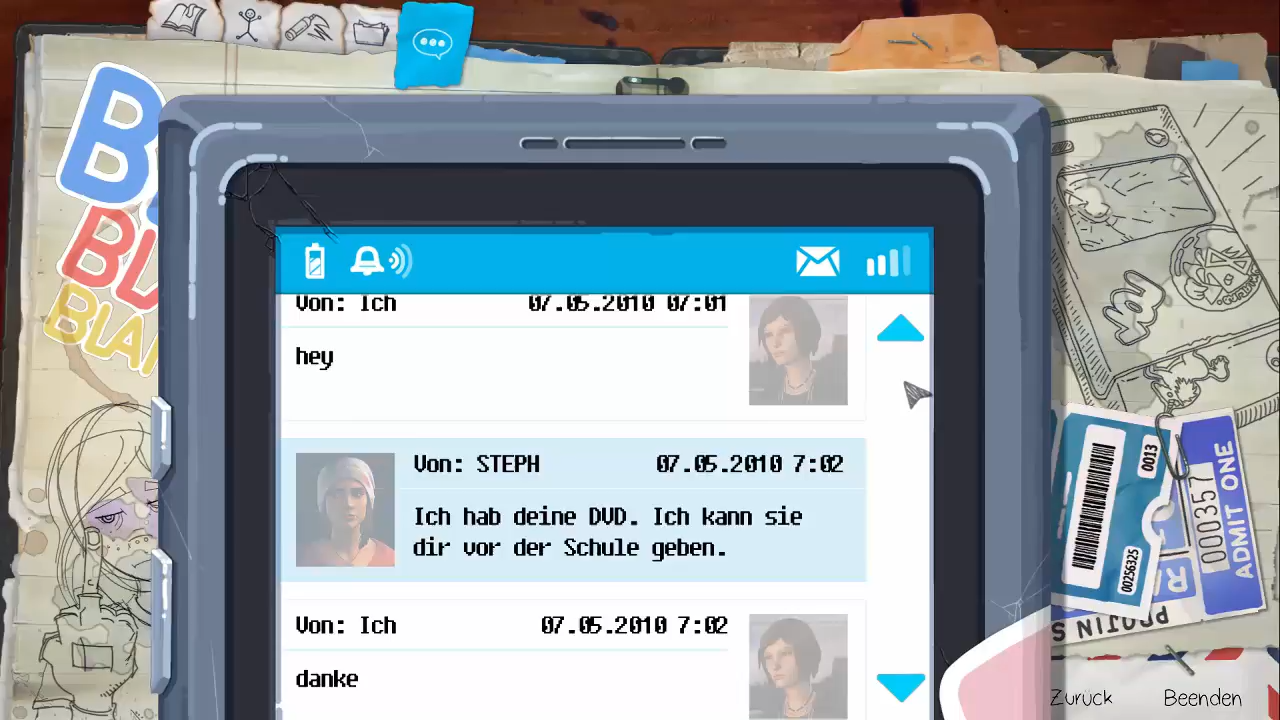 Von: Ich 07.05.2010 07:01
hey
Von: STEPH 07.05.2010 7:02
Ich hab deine DVD. Ich kann sie
dir vor der Schule geben.
Von: Ich 07.05.2010 7:02
danke
0013
00256325
000357
ADMIT ONE
Zurück Beenden